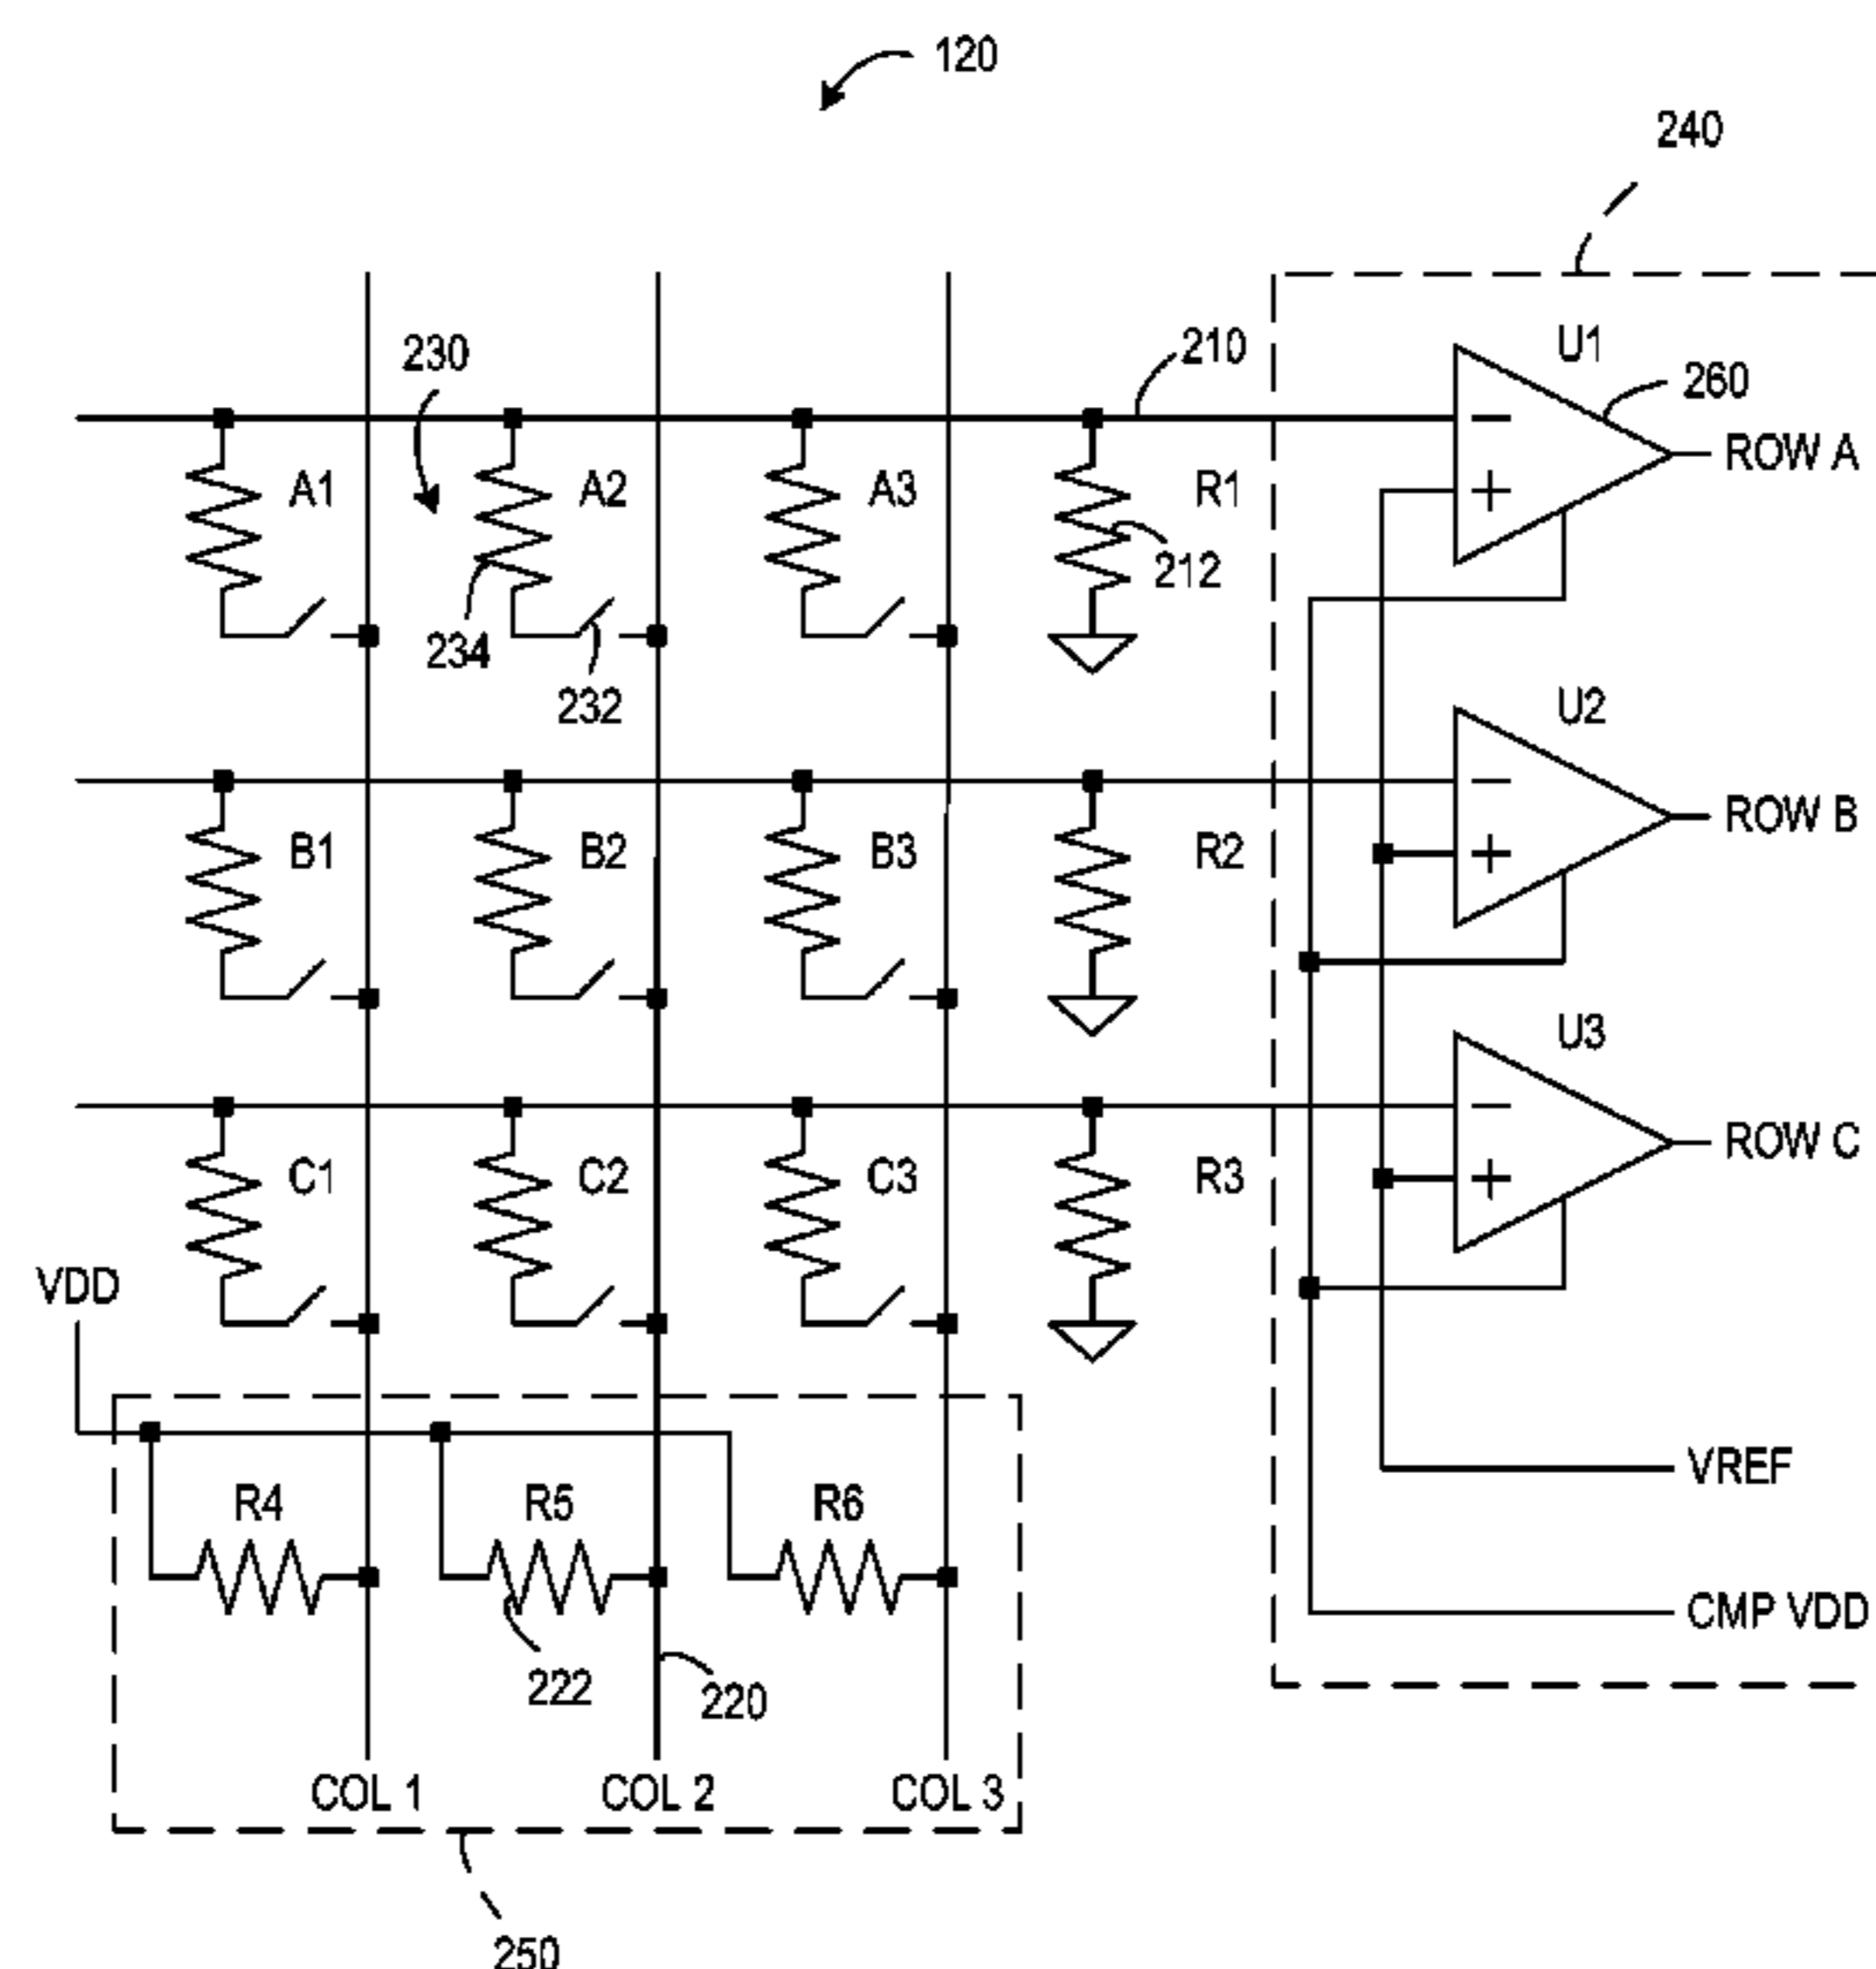 120
240
U1
210
230
260
ROW A
A1
A2
A3
R1
212
234
232
U2
ROW B
B1
B2
B3
R2
U3
ROW C
C1
C2
C3
R3
VDD
VREF
R4
R5
R6
CMP VDD
222
220
COL 1
COL 2
COL 3
250